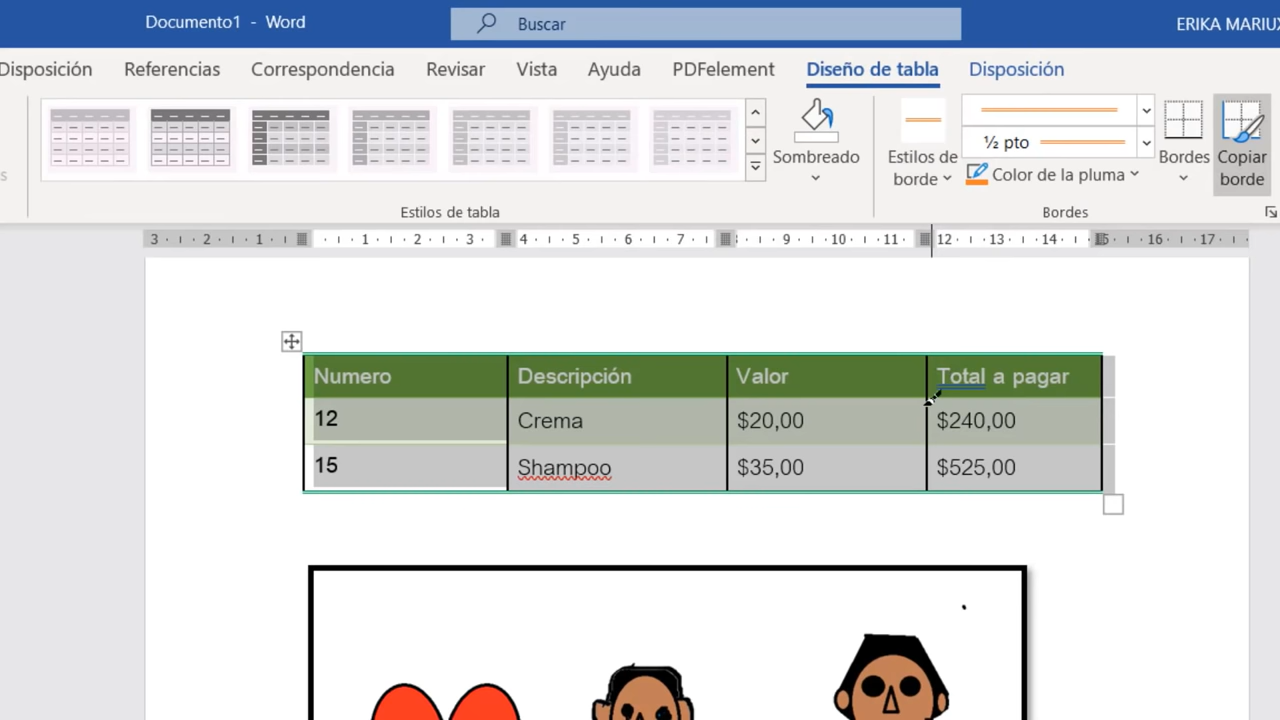 Documento1 - Word
Buscar
ERIKA MARIUX
Disposición Referencias Correspondencia Revisar Vista Ayuda PDFelement Diseño de tabla Disposición
s
Sombreado
Estilos de borde
½ pto
Color de la pluma
Bordes
Copiar borde
Estilos de tabla
Bordes
3 2 1 1 2 3 4 5 6 7 8 9 10 11 12 13 14 15 16 17
Numero Descripción Valor Total a pagar
12 Crema $20,00 $240,00
15 Shampoo $35,00 $525,00